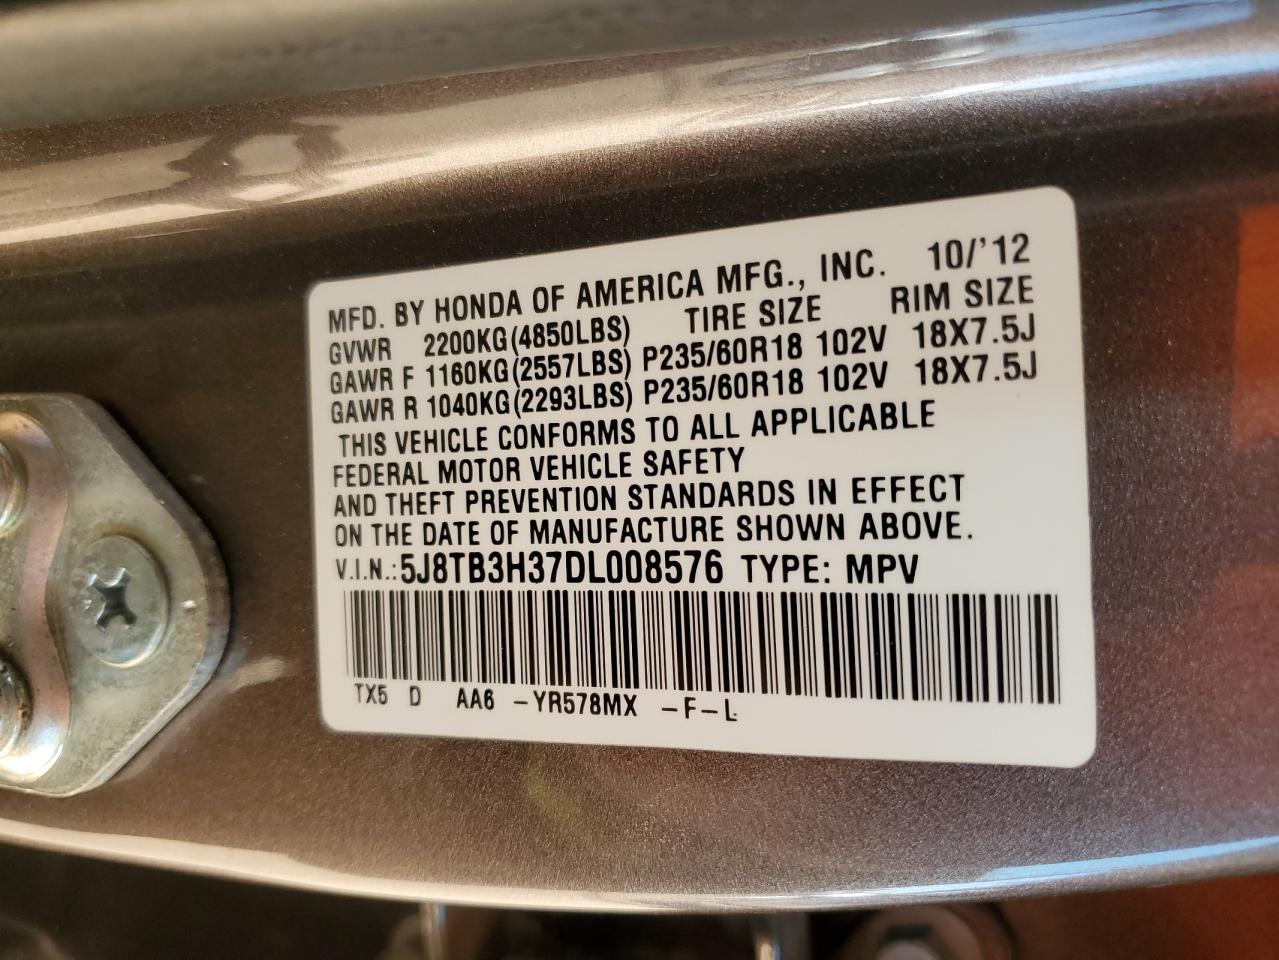 MFD. BY HONDA OF AMERICA MFG., INC. 10/'12
GVWR 2200KG(4850LBS) TIRE SIZE RIM SIZE
GAWR F 1160KG(2557LBS) P235/60R18 102V 18X7.5J
GAWR R 1040KG(2293LBS) P235/60R18 102V 18X7.5J
THIS VEHICLE CONFORMS TO ALL APPLICABLE
FEDERAL MOTOR VEHICLE SAFETY
AND THEFT PREVENTION STANDARDS IN EFFECT
ON THE DATE OF MANUFACTURE SHOWN ABOVE.
V.I.N.: 5J8TB3H37DL008576 TYPE: MPV
TX5 D AA6 -YR578MX -F-L